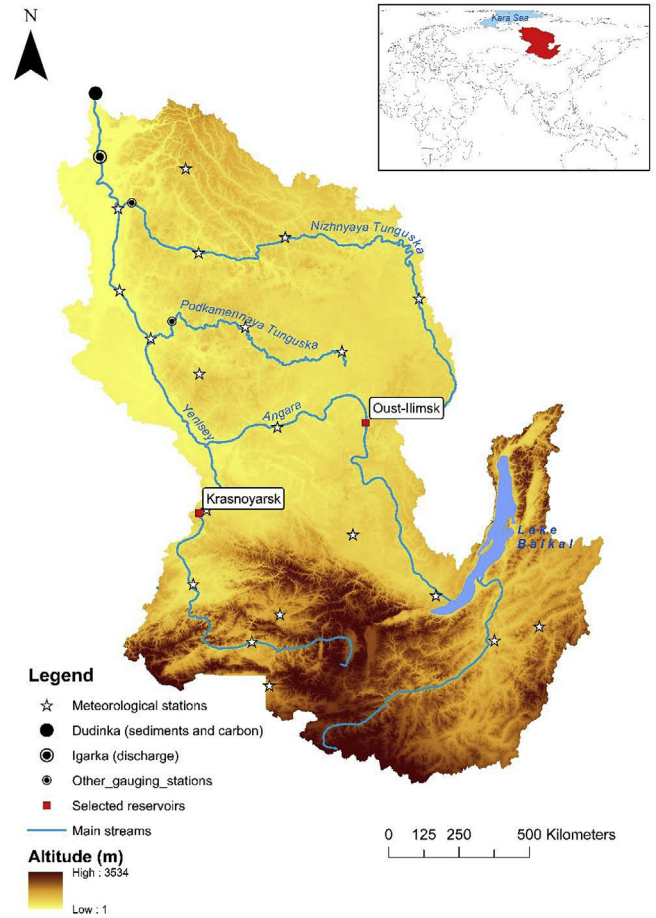 N
Kara Sea
Nizhnyaya Tunguska
Podkamennaya Tunguska
Yenisey
Angara
Oust-Ilimsk
Krasnoyarsk
Lake
Baikal
Legend
Meteorological stations
Dudinka (sediments and carbon)
Igarka (discharge)
Other_gauging_stations
Selected reservoirs
Main streams
0 125 250 500 Kilometers
Altitude (m)
High : 3534
Low : 1